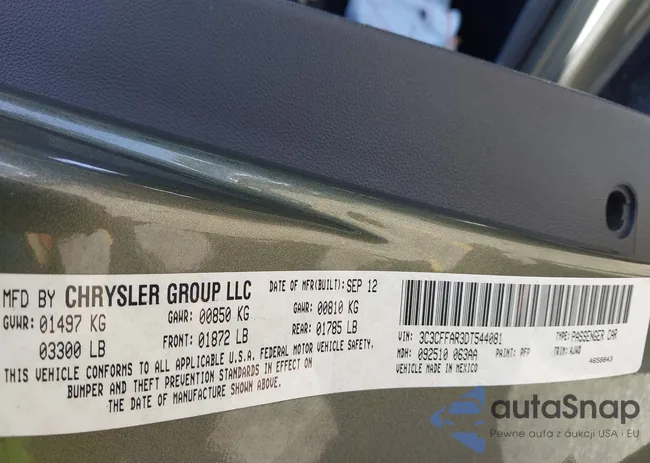 MFD BY CHRYSLER GROUP LLC
DATE OF MFR(BUILT): SEP 12
GVWR: 01497 KG
GAWR: 00850 KG
GAWR: 00810 KG
03300 LB
FRONT: 01872 LB
REAR: 01785 LB
THIS VEHICLE CONFORMS TO ALL APPLICABLE U.S.A. FEDERAL MOTOR VEHICLE SAFETY,
BUMPER AND THEFT PREVENTION STANDARDS IN EFFECT ON
THE DATE OF MANUFACTURE SHOWN ABOVE.
VIN: 3C3CFFAR3DT544081
TYPE: PASSENGER CAR
MDH: 092510 063AA
PAINT: PFP
TRIM: AJW8
VEHICLE MADE IN MEXICO
4658843
autaSnap
Pewne auta z aukcji USA i EU